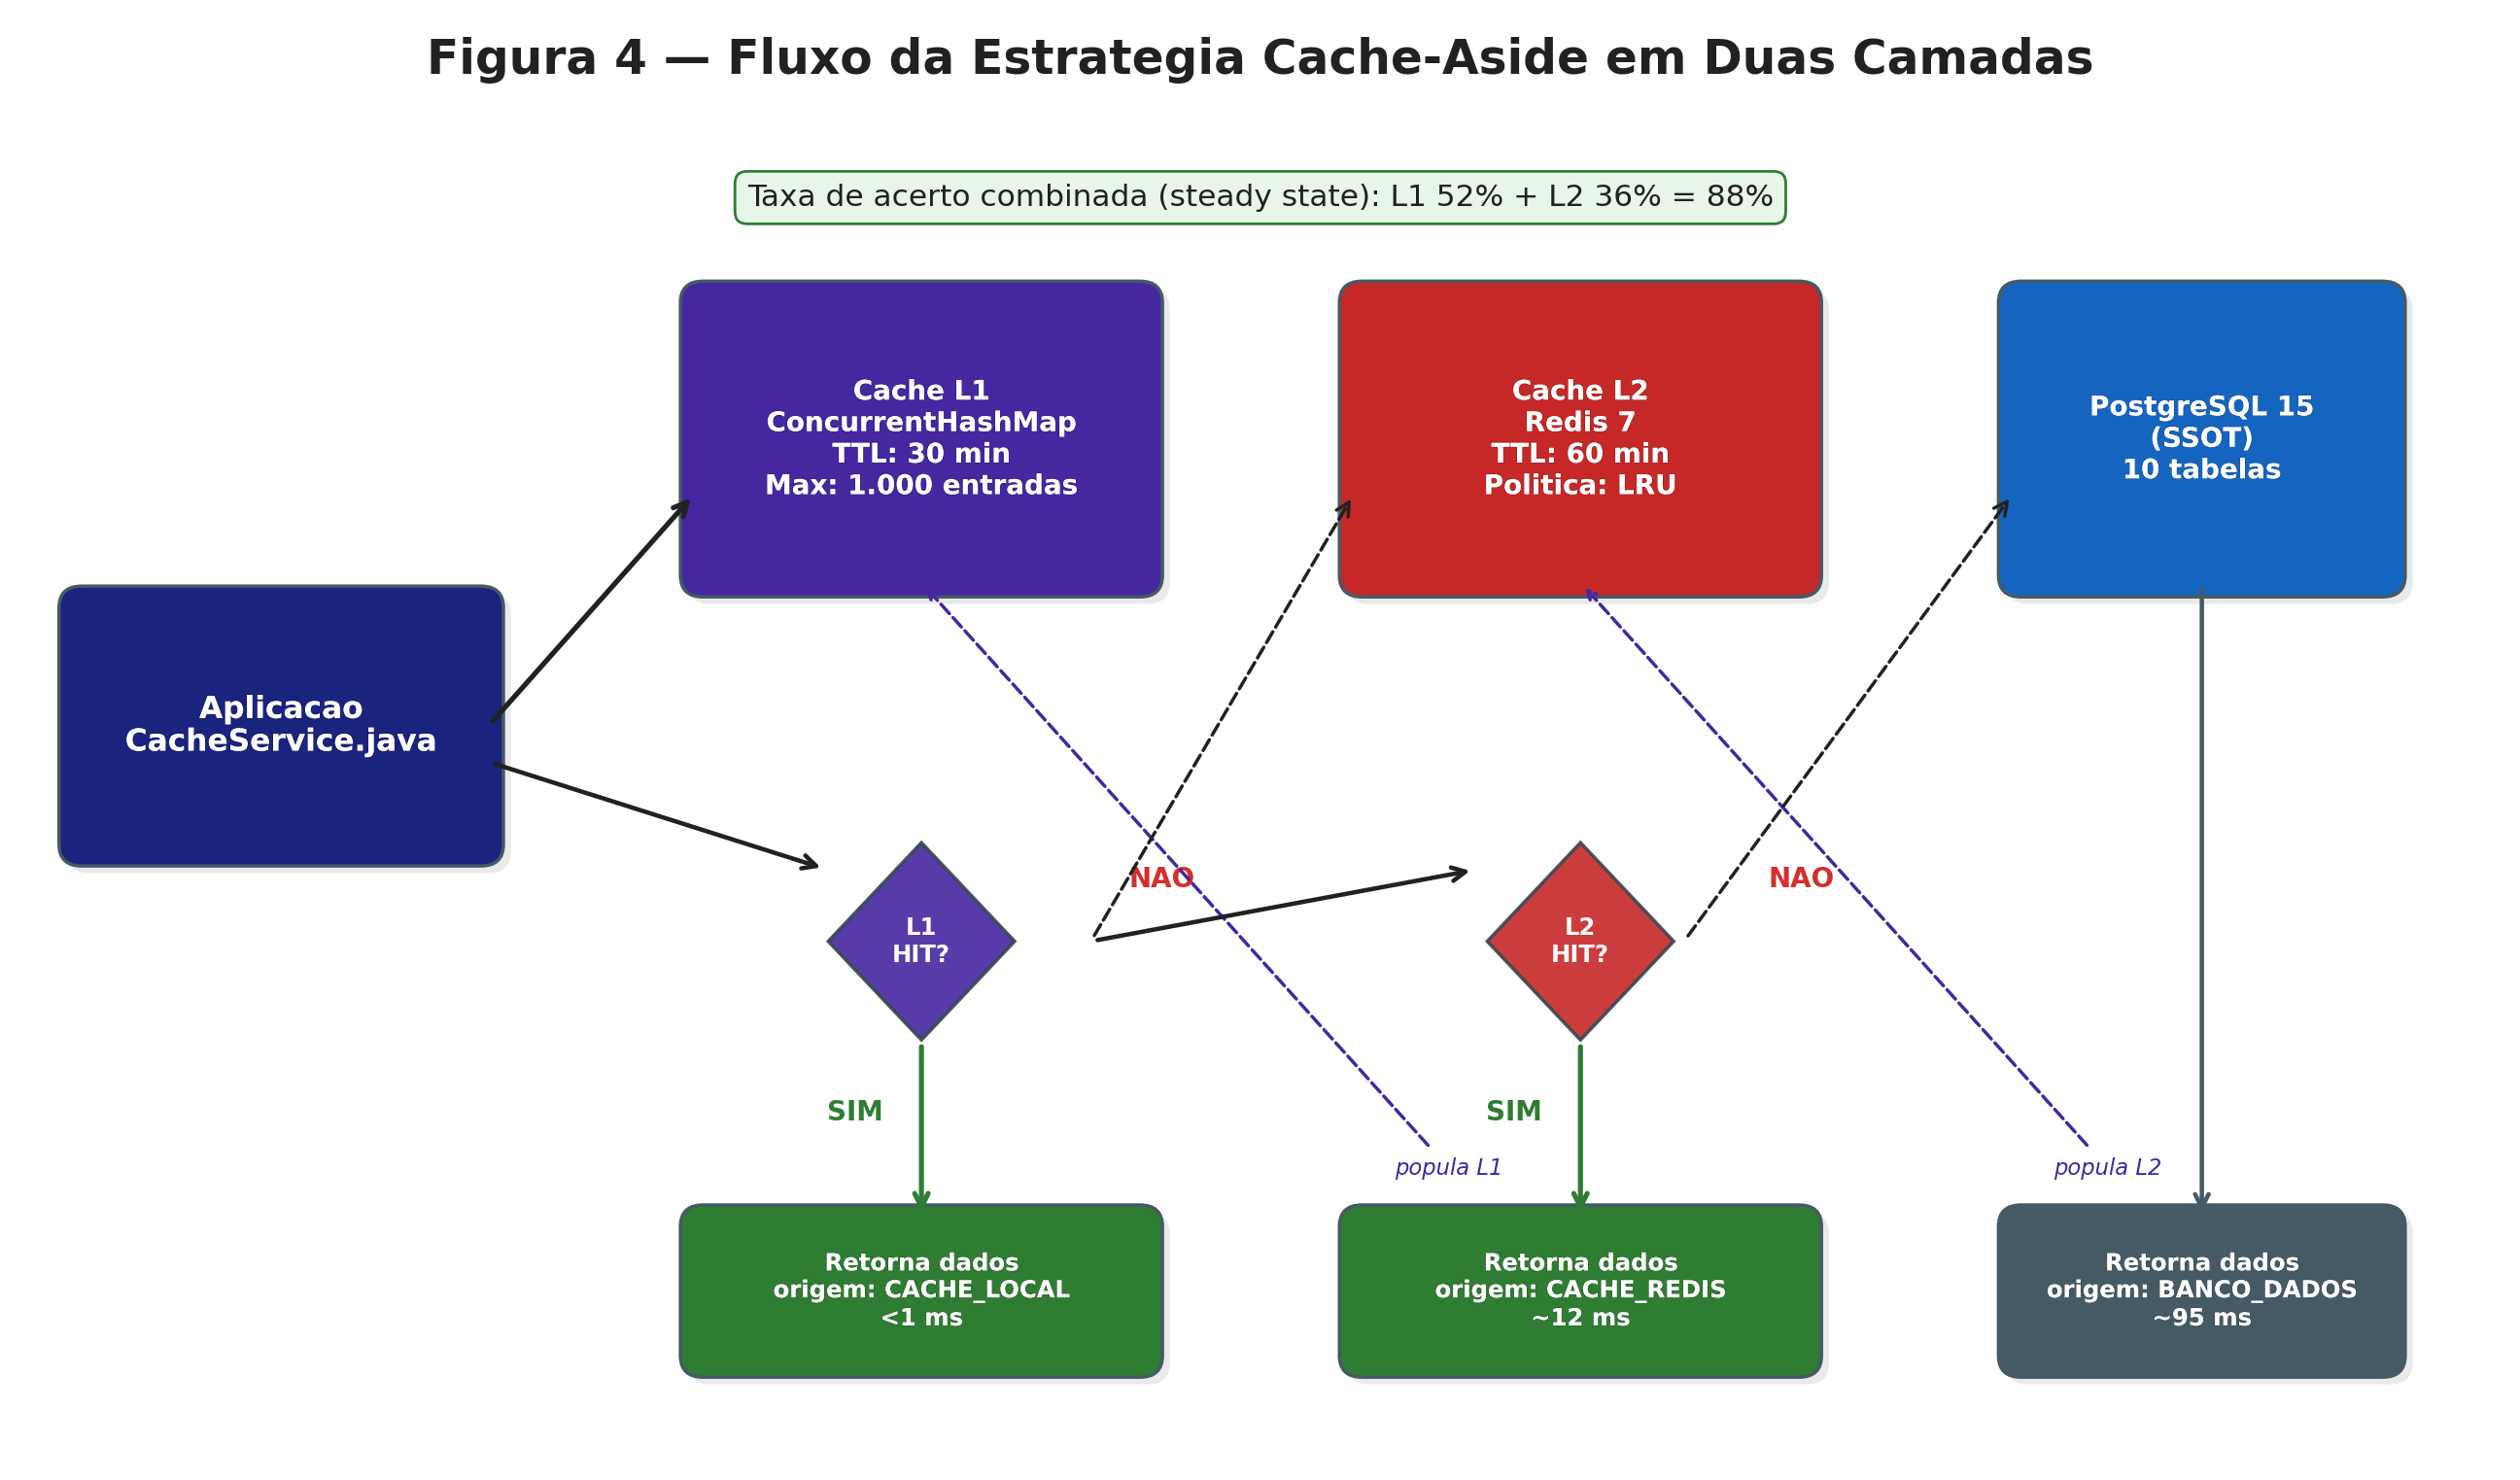 Figura 4 — Fluxo da Estrategia Cache-Aside em Duas Camadas
Taxa de acerto combinada (steady state): L1 52% + L2 36% = 88%
Cache L1
ConcurrentHashMap
TTL: 30 min
Max: 1.000 entradas
Cache L2
Redis 7
TTL: 60 min
Politica: LRU
PostgreSQL 15
(SSOT)
10 tabelas
Aplicacao
CacheService.java
NAO
NAO
L1
HIT?
L2
HIT?
SIM
SIM
popula L1
popula L2
Retorna dados
origem: CACHE_LOCAL
<1 ms
Retorna dados
origem: CACHE_REDIS
~12 ms
Retorna dados
origem: BANCO_DADOS
~95 ms